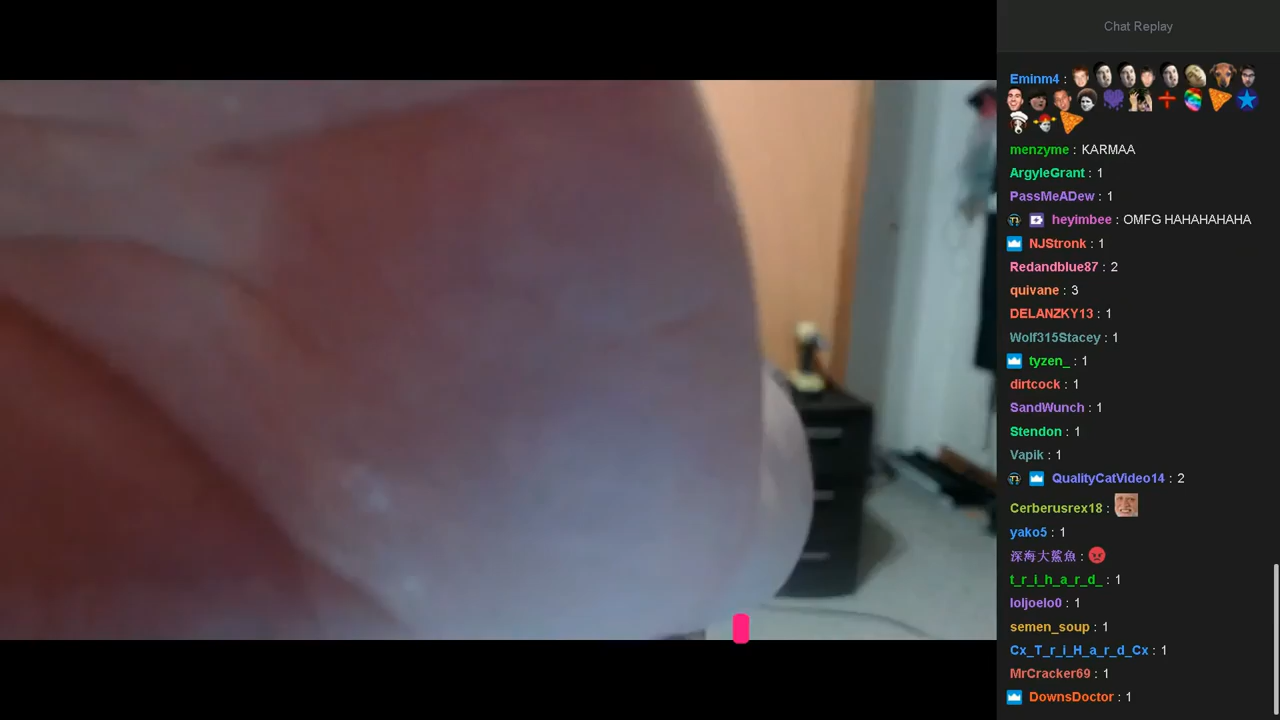 Chat Replay
Eminm4 :
menzyme : KARMAA
ArgyleGrant : 1
PassMeADew : 1
heyimbee : OMFG HAHAHAHAHA
NJStronk : 1
Redandblue87 : 2
quivane : 3
DELANZKY13 : 1
Wolf315Stacey : 1
tyzen_ : 1
dirtcock : 1
SandWunch : 1
Stendon : 1
Vapik : 1
QualityCatVideo14 : 2
Cerberusrex18 :
yako5 : 1
深海大鯊魚 :
t_r_i_h_a_r_d_ : 1
loljoelo0 : 1
semen_soup : 1
Cx_T_r_i_H_a_r_d_Cx : 1
MrCracker69 : 1
DownsDoctor : 1